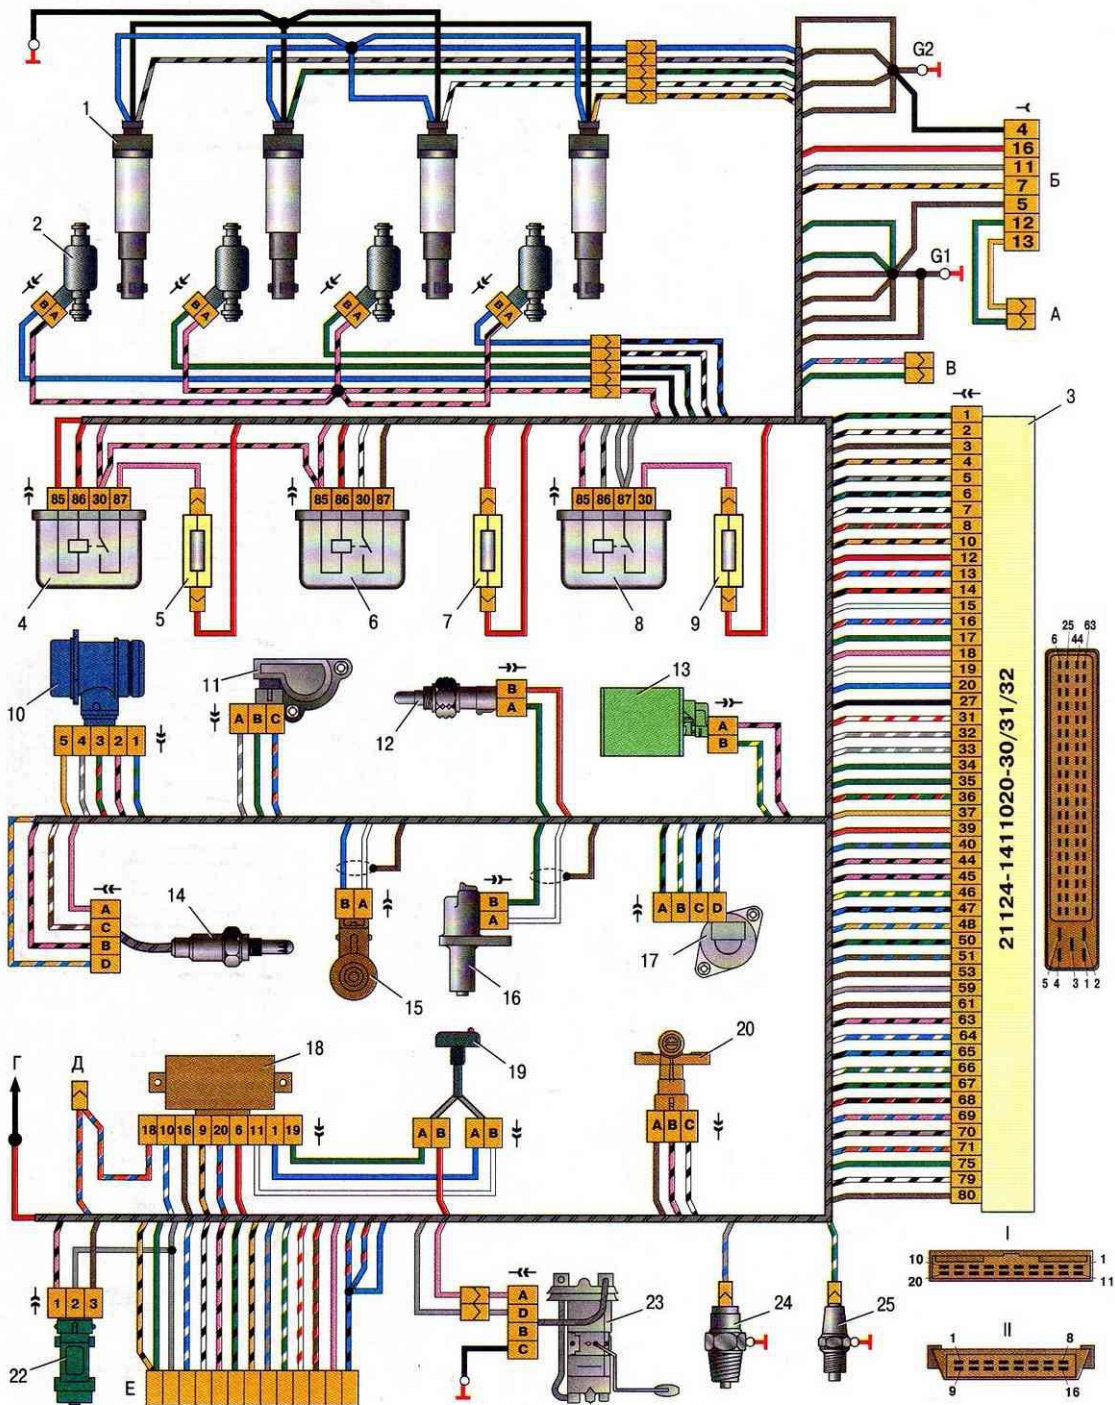 G2
1
4
16
11
7
5
12
13
Б
2
G1
А
B A
B A
B A
B A
В
3
85 86 30 87
85 86 30 87
85 86 87 30
4
5
6
7
8
9
1
2
3
4
5
6
7
8
10
12
13
14
15
16
17
18
19
20
27
31
32
33
34
35
36
37
39
40
44
45
46
47
48
50
51
53
59
61
63
64
65
66
67
68
69
70
71
75
79
80
21124-1411020-30/31/32
6 25 44 63
5 4 3 1 2
10
5 4 3 2 1
11
A B C
12
B
A
13
A
B
A
C
B
D
14
B A
15
B
A
16
A B C D
17
18
18 10 16 9 20 6 11 1 19
19
A B
A B
20
A B C
Г
Д
1 2 3
22
Е
A
D
B
C
23
24
25
I
10 1
20 11
II
1 8
9 16